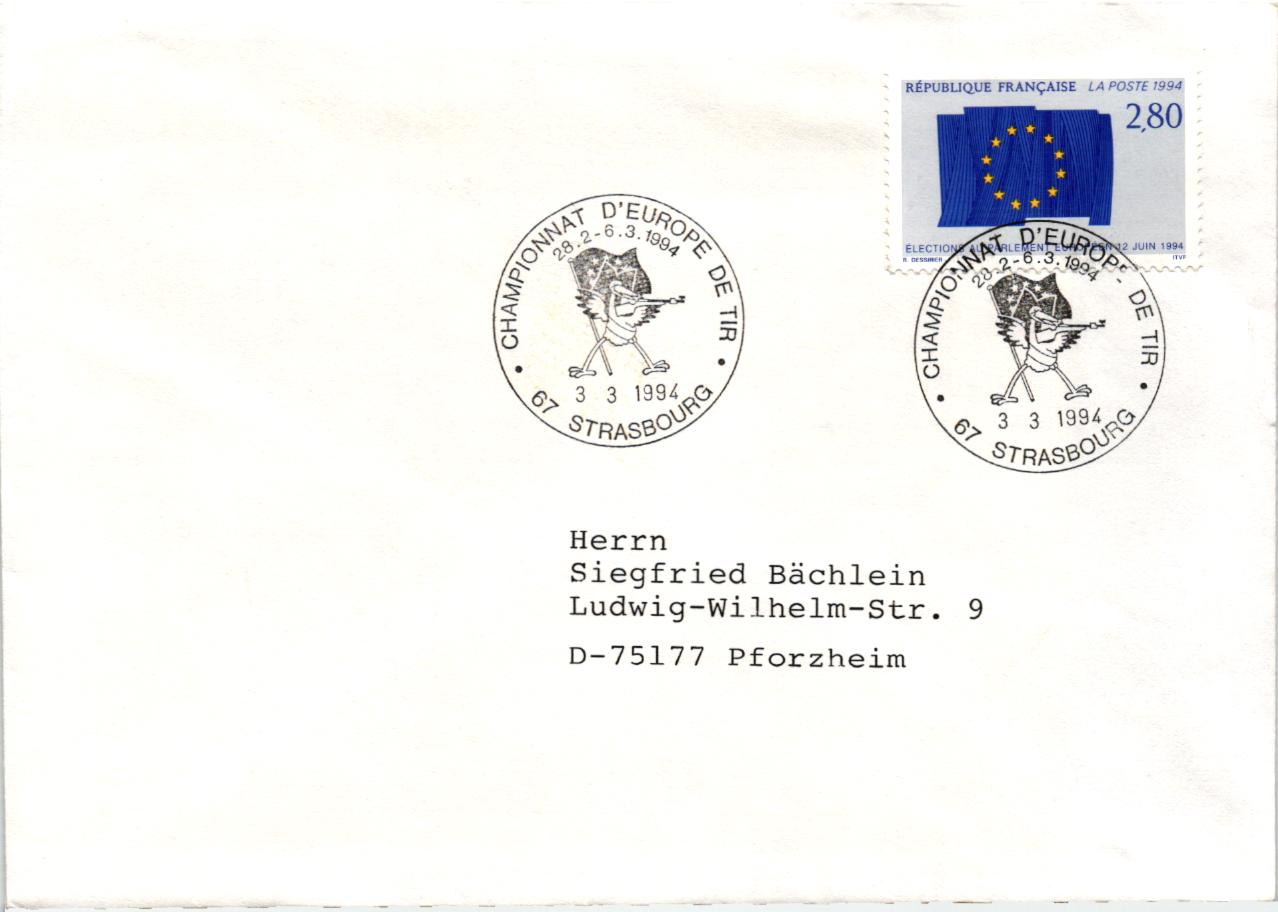 RÉPUBLIQUE FRANÇAISE LA POSTE 1994
2,80
ÉLECTIONS AU PARLEMENT EUROPÉEN 12 JUIN 1994
R. DESSIRIER ITVF
CHAMPIONNAT D'EUROPE DE TIR
28.2-6.3.1994
3 3 1994
67 STRASBOURG
CHAMPIONNAT D'EUROPE DE TIR
28.2-6.3.1994
3 3 1994
67 STRASBOURG
Herrn
Siegfried Bächlein
Ludwig-Wilhelm-Str. 9
D-75177 Pforzheim